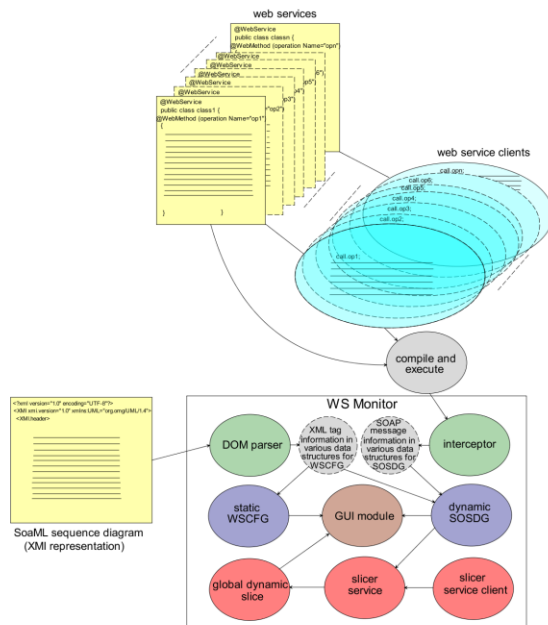 web services
@WebService
public class classn {
@WebMethod (operation Name="opn")
@WebService
6")
@WebService
p5")
@WebService
p4")
@WebService
p3")
@WebService
"op2")
@WebService
public class class1 {
@WebMethod (operation Name="op1")
{
} }
web service clients
call.opn;
call.op6;
call.op5;
call.op4;
call.op3;
call.op2;
call.op1;
compile and
execute
<?xml version="1.0" encoding="UTF-8"?>
<XMI xmi.version="1.0" xmlns:UML="org.omg/UML/1.4">
<XMI.header>
SoaML sequence diagram
(XMI representation)
WS Monitor
DOM parser
XML tag
information in
various data
structures for
WSCFG
SOAP
message
information in
various data
structures for
SOSDG
interceptor
static
WSCFG
GUI module
dynamic
SOSDG
global dynamic
slice
slicer
service
slicer
service client